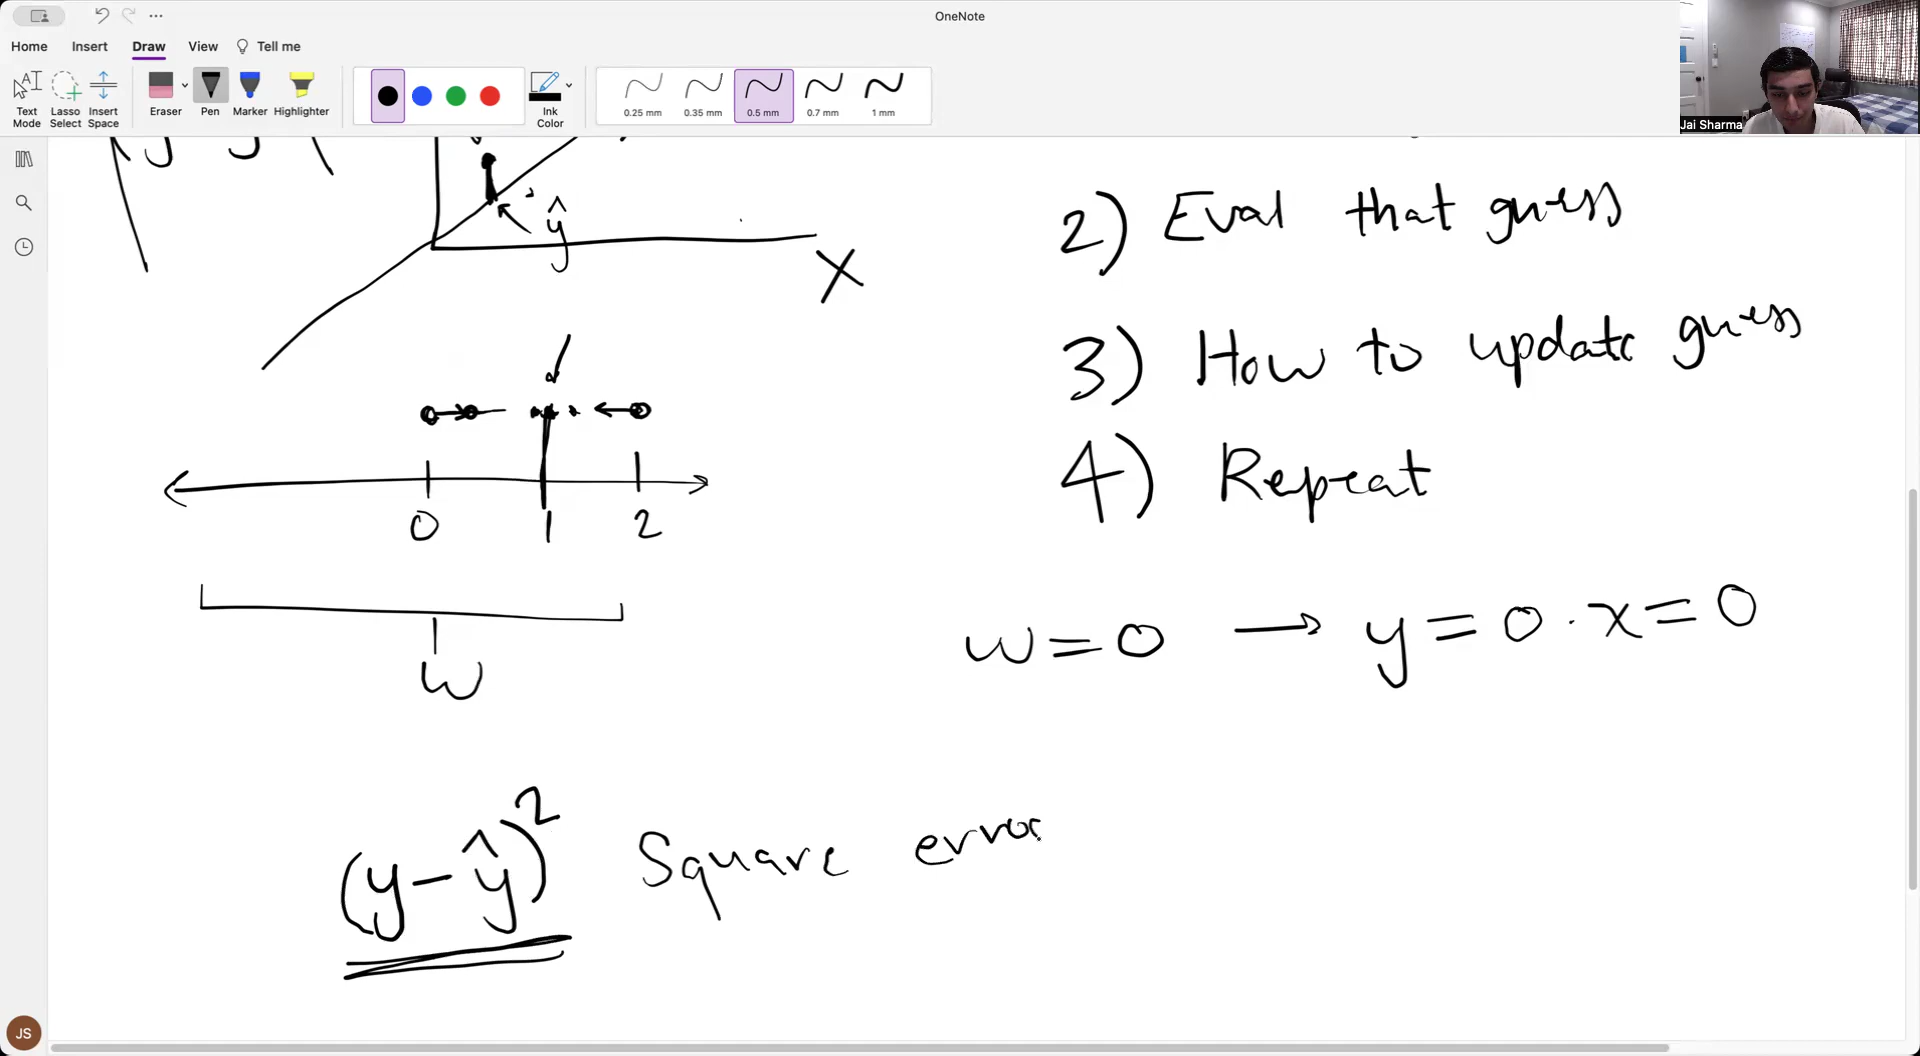 OneNote
Home Insert Draw View Tell me
Text Mode
Lasso Select
Insert Space
Eraser
Pen
Marker
Highlighter
Ink Color
0.25 mm
0.35 mm
0.5 mm
0.7 mm
1 mm
Jai Sharma
ŷ
X
2) Eval that guess
3) How to update guess
4) Repeat
0 1 2
W
w=0 → y=0·x=0
(y-ŷ)² Square error
JS